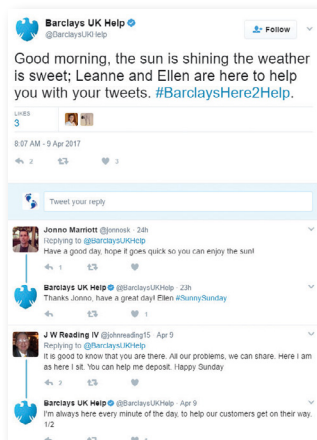 Barclays UK Help
@BarclaysUKHelp
Follow
Good morning, the sun is shining the weather
is sweet; Leanne and Ellen are here to help
you with your tweets. #BarclaysHere2Help.
LIKES
3
8:07 AM - 9 Apr 2017
2
3
Tweet your reply
Jonno Marriott @jonnosk · 24h
Replying to @BarclaysUKHelp
Have a good day, hope it goes quick so you can enjoy the sun!
1
Barclays UK Help @BarclaysUKHelp · 23h
Thanks Jonno, have a great day! Ellen #SunnySunday
1
J W Reading IV @johnreading15 · Apr 9
Replying to @BarclaysUKHelp
It is good to know that you are there. All our problems, we can share. Here I am
as here I sit. You can help me deposit. Happy Sunday
2
Barclays UK Help @BarclaysUKHelp · Apr 9
I'm always here every minute of the day, to help our customers get on their way.
1/2